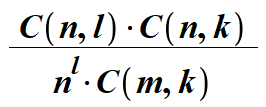 C(n, l) · C(n, k)
n^l · C(m, k)